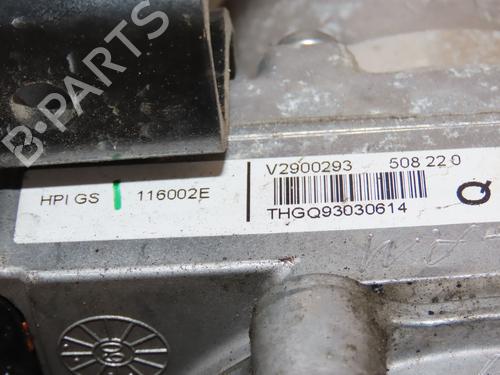 B-PARTS
V2900293 508 22 0
HPI GS 116002E
THGQ93030614 Q